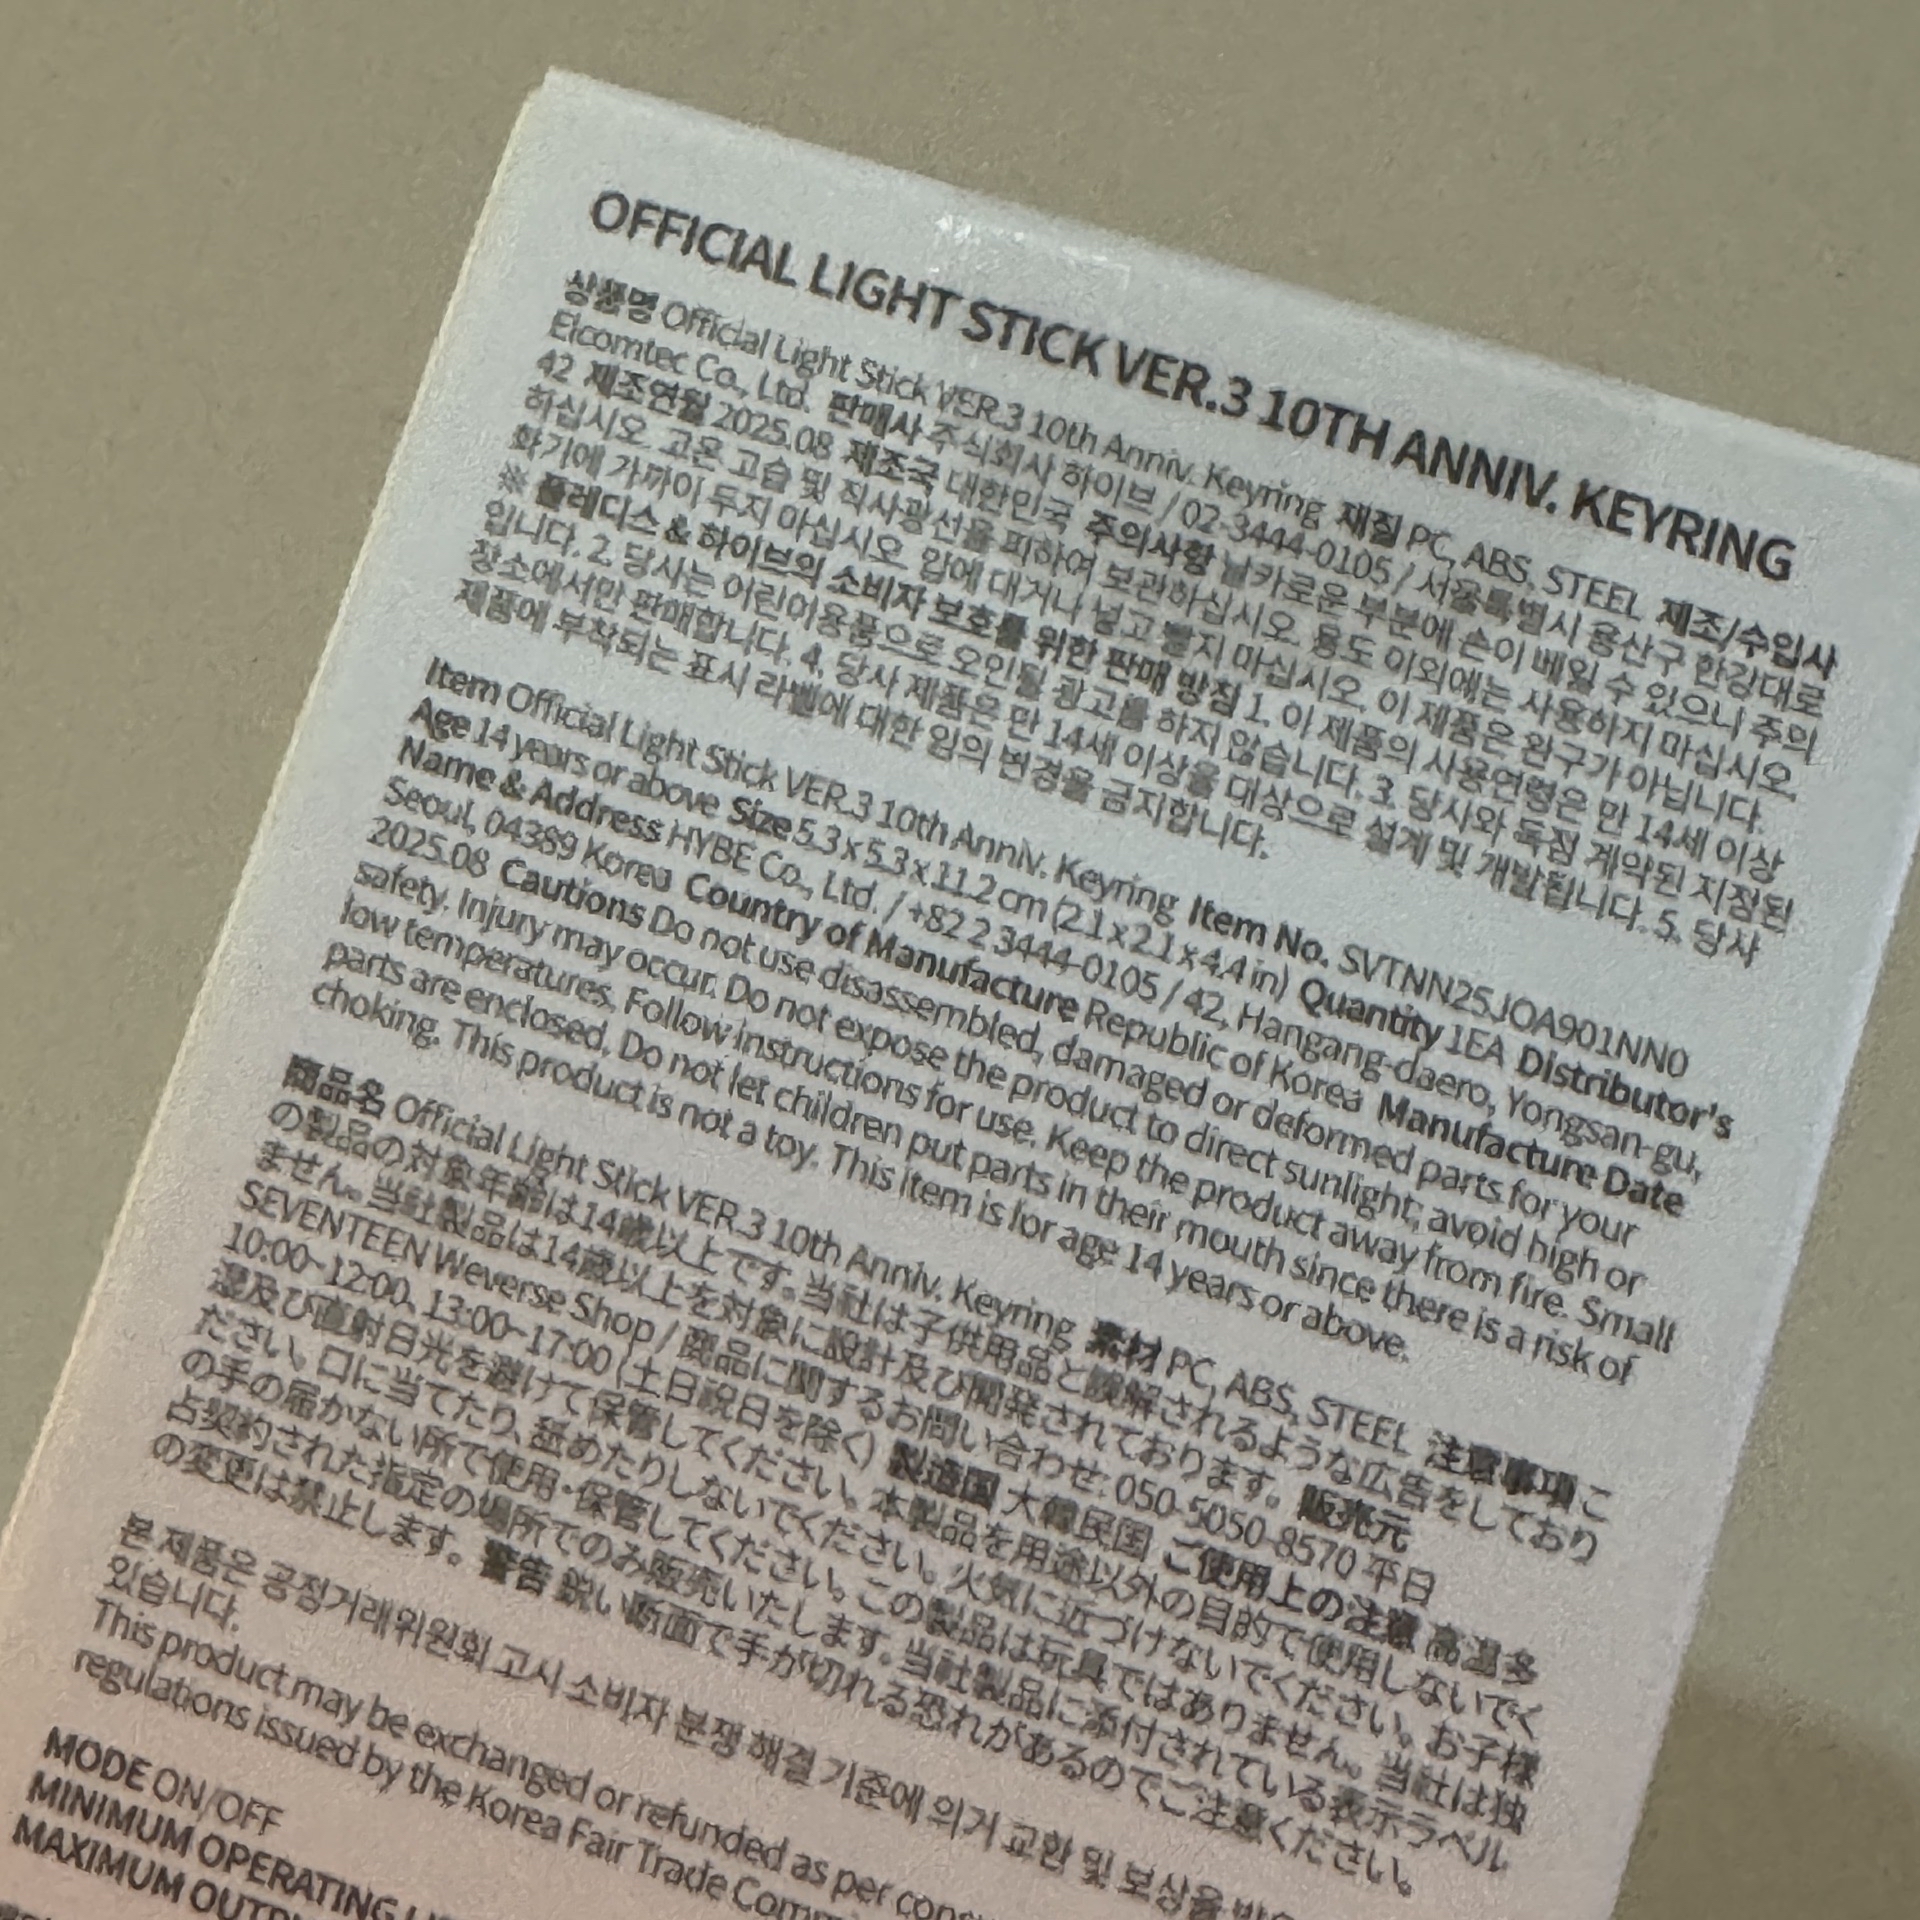 OFFICIAL LIGHT STICK VER.3 10TH ANNIV. KEYRING
상품명 Official Light Stick VER.3 10th Anniv. Keyring 재질 PC, ABS, STEEL 제조/수입사
Elcomtec Co., Ltd. 판매사 주식회사 하이브 / 02-3444-0105 / 서울특별시 용산구 한강대로
42 제조연월 2025.08 제조국 대한민국 주의사항 날카로운 부분에 손이 베일 수 있으니 주의
하십시오. 고온 고습 및 직사광선을 피하여 보관하십시오. 용도 이외에는 사용하지 마십시오.
화기에 가까이 두지 마십시오. 입에 대거나 넣고 빨지 마십시오. 이 제품은 완구가 아닙니다.
※ 플레디스 & 하이브의 소비자 보호를 위한 판매 방침 1. 이 제품의 사용연령은 만 14세 이상
입니다. 2. 당사는 어린이용품으로 오인될 광고를 하지 않습니다. 3. 당사와 독점 계약된 지정된
장소에서만 판매합니다. 4. 당사 제품은 만 14세 이상을 대상으로 설계 및 개발됩니다. 5. 당사
제품에 부착되는 표시 라벨에 대한 임의 변경을 금지합니다.
Item Official Light Stick VER.3 10th Anniv. Keyring Item No. SVTNN25JOA901NN0
Age 14 years or above Size 5.3 x 5.3 x 11.2 cm (2.1 x 2.1 x 4.4 in) Quantity 1EA Distributor's
Name & Address HYBE Co., Ltd. / +82 2 3444-0105 / 42, Hangang-daero, Yongsan-gu,
Seoul, 04389 Korea Country of Manufacture Republic of Korea Manufacture Date
2025.08 Cautions Do not use disassembled, damaged or deformed parts for your
safety. Injury may occur. Do not expose the product to direct sunlight, avoid high or
low temperatures. Follow instructions for use. Keep the product away from fire. Small
parts are enclosed. Do not let children put parts in their mouth since there is a risk of
choking. This product is not a toy. This item is for age 14 years or above.
商品名 Official Light Stick VER.3 10th Anniv. Keyring 素材 PC, ABS, STEEL 注意事項 こ
の製品の対象年齢は14歳以上です。当社は子供用品と誤解されるような広告をしており
ません。当社製品は14歳以上を対象に設計及び開発されております。 販売元
SEVENTEEN Weverse Shop / 商品に関するお問い合わせ: 050-5050-8570 平日
10:00~12:00, 13:00~17:00 (土日祝日を除く) 製造国 大韓民国 ご使用上の注意 高温多
湿及び直射日光を避けて保管してください。本製品を用途以外の目的で使用しないでく
ださい。口に当てたり、舐めたりしないでください。火気に近づけないでください。お子様
の手の届かない所で使用・保管してください。この製品は玩具ではありません。当社は独
占契約された指定の場所でのみ販売いたします。当社製品に添付されている表示ラベル
の変更は禁止します。 警告 鋭い断面で手が切れる恐れがあるのでご注意ください。
본 제품은 공정거래위원회 고시 소비자 분쟁 해결 기준에 의거 교환 및 보상을
있습니다.
This product may be exchanged or refunded as per
regulations issued by the Korea Fair Trade
MODE ON/OFF
MINIMUM OPERATING
MAXIMUM